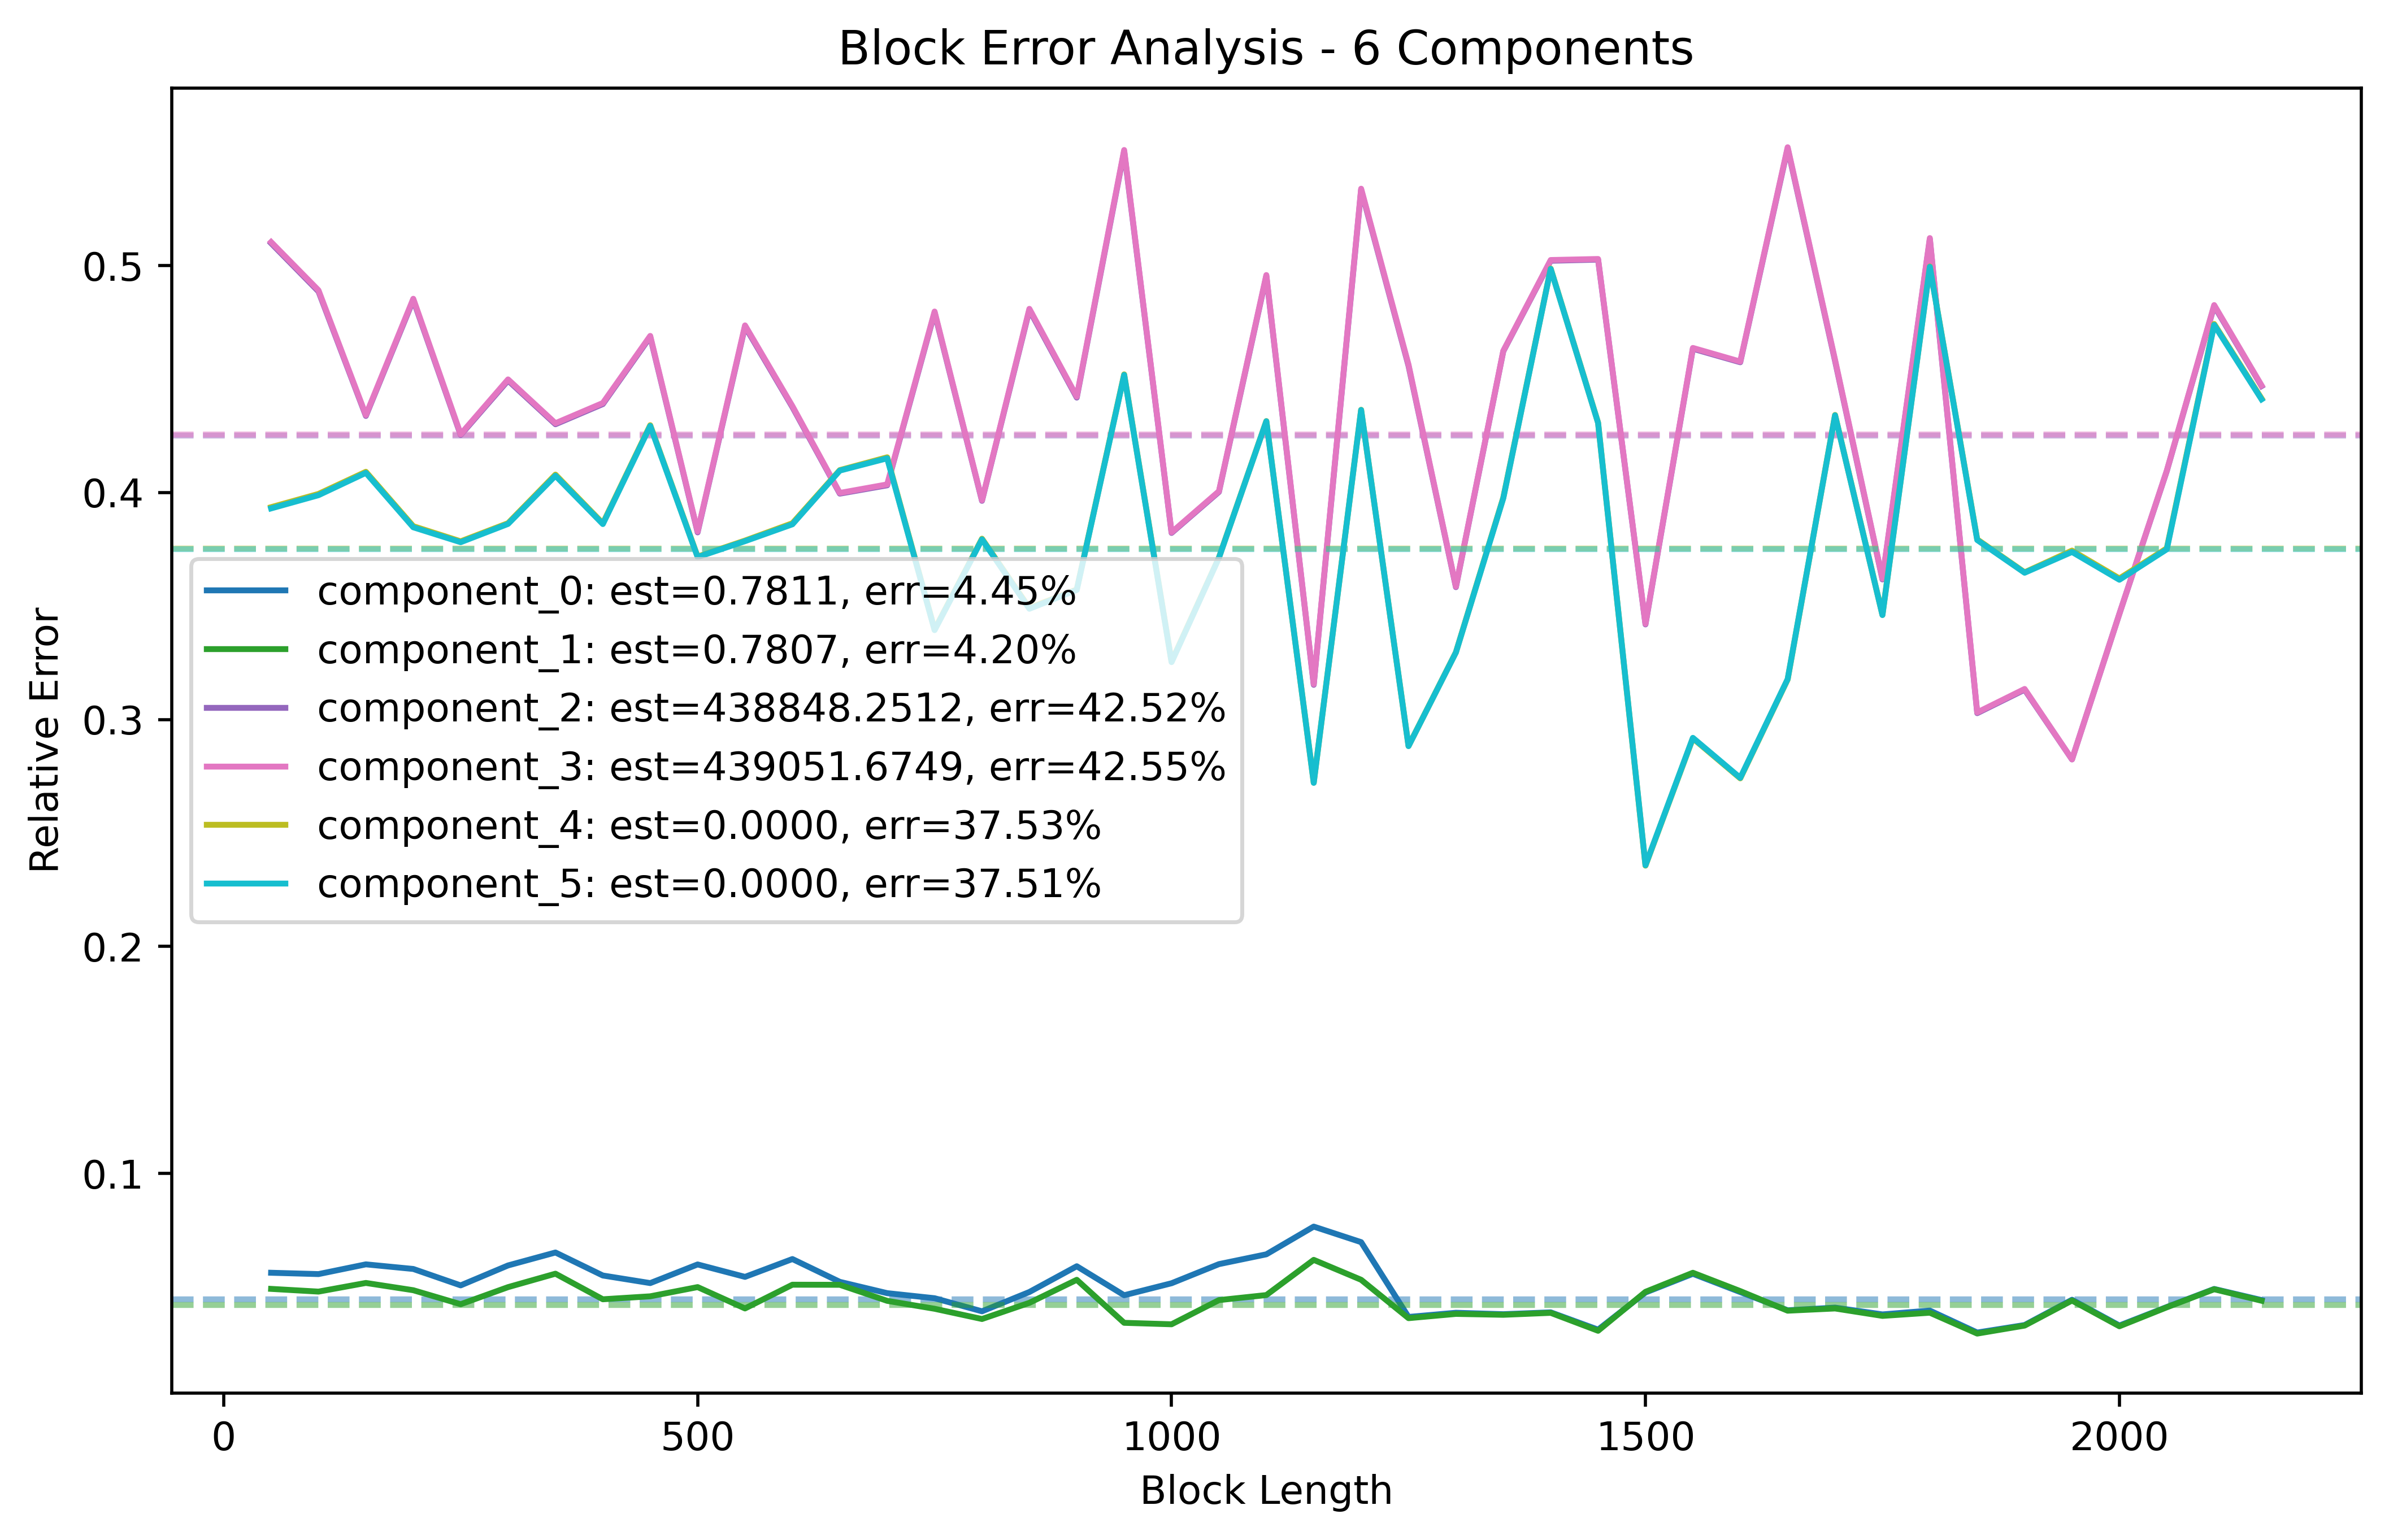 Block Error Analysis - 6 Components
Relative Error
0.5
0.4
0.3
0.2
0.1
component_0: est=0.7811, err=4.45%
component_1: est=0.7807, err=4.20%
component_2: est=438848.2512, err=42.52%
component_3: est=439051.6749, err=42.55%
component_4: est=0.0000, err=37.53%
component_5: est=0.0000, err=37.51%
0 500 1000 1500 2000
Block Length